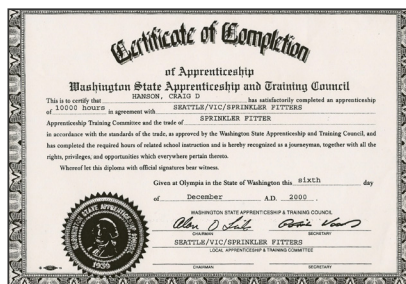 Certificate of Completion
of Apprenticeship
Washington State Apprenticeship and Training Council
This is to certify that HANSON, CRAIG D has satisfactorily completed an apprenticeship
of 10000 hours in agreement with SEATTLE/VIC/SPRINKLER FITTERS
Apprenticeship Training Committee and the trade of SPRINKLER FITTER
in accordance with the standards of the trade, as approved by the Washington State Apprenticeship and Training Council, and
has completed the required hours of related school instruction and is hereby recognized as a journeyman, together with all the
rights, privileges, and opportunities which everywhere pertain thereto.
Whereof let this diploma with official signatures bear witness.
Given at Olympia in the State of Washington this sixth day
of December A.D. 2000.
WASHINGTON STATE APPRENTICESHIP & TRAINING COUNCIL
CHAIRMAN SECRETARY
SEATTLE/VIC/SPRINKLER FITTERS
LOCAL APPRENTICESHIP & TRAINING COMMITTEE
CHAIRMAN SECRETARY